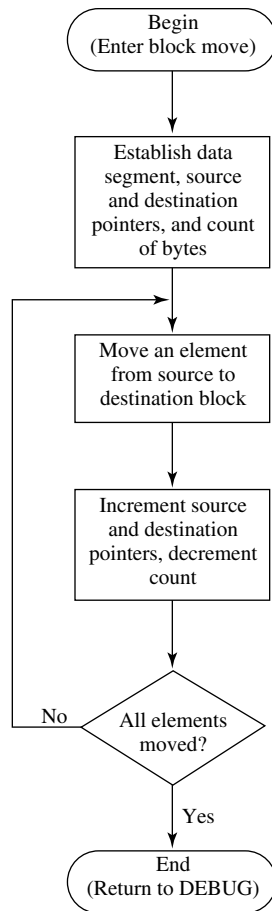 Begin
(Enter block move)
Establish data
segment, source
and destination
pointers, and count
of bytes
Move an element
from source to
destination block
Increment source
and destination
pointers, decrement
count
No
All elements
moved?
Yes
End
(Return to DEBUG)